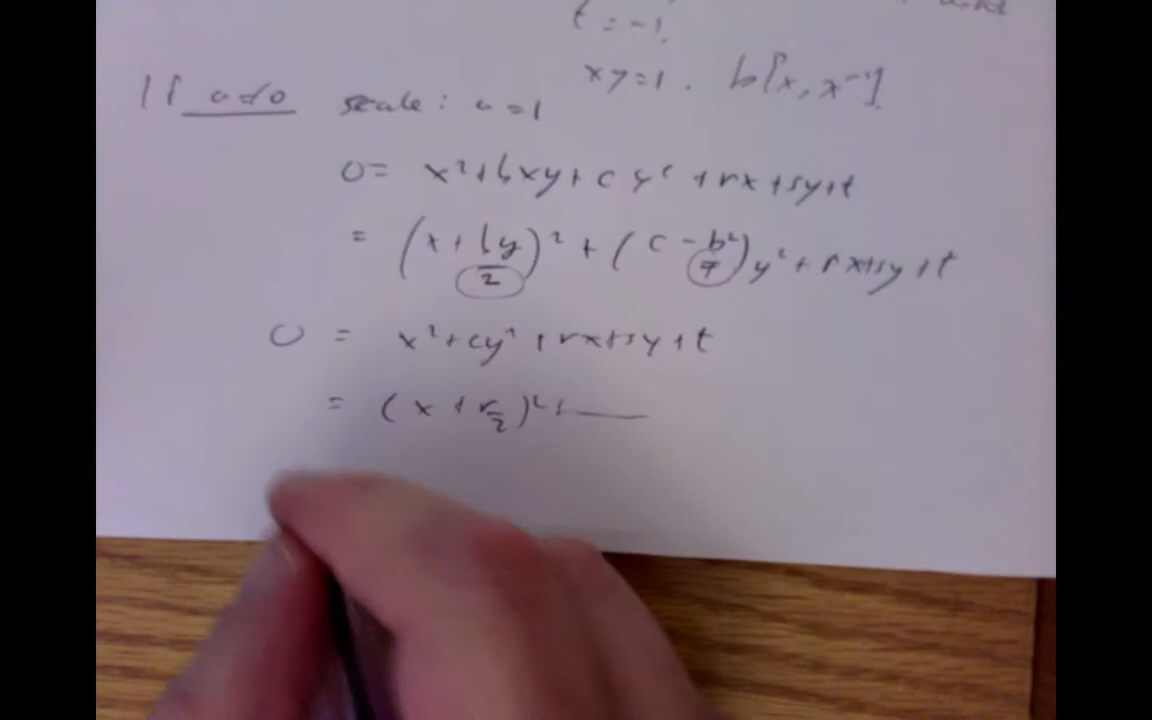 t = -1.
xy=1. k[x, x⁻¹]
If a≠0 scale: a=1
0= x²+bxy+cy²+rx+sy+t
= (x+by/2)²+(c-b²/4)y²+rx+sy+t
0 = x²+cy²+rx+sy+t
= (x+r/2)²+